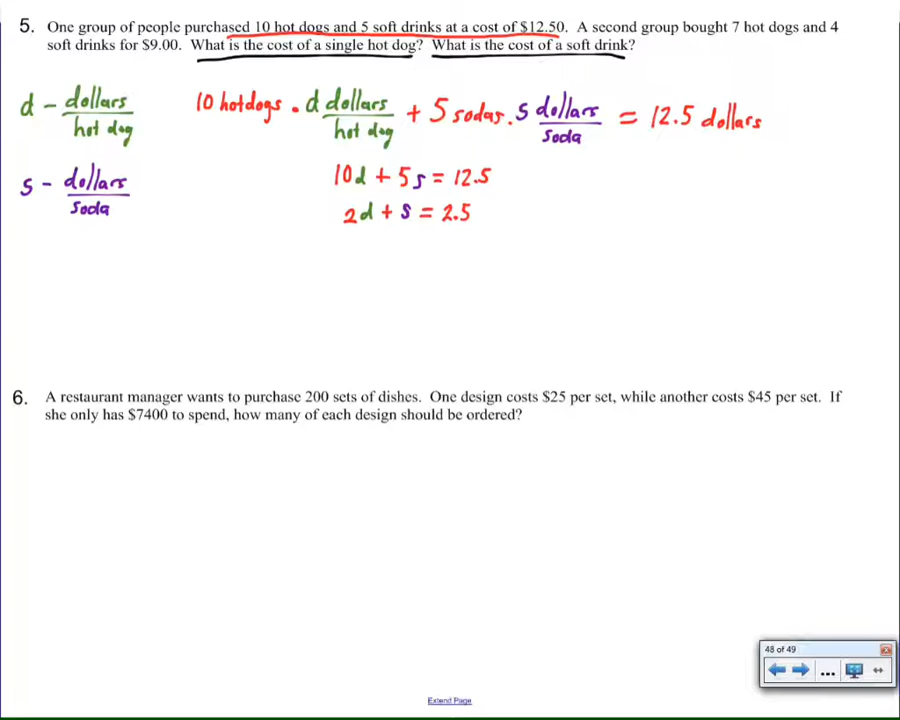 5. One group of people purchased 10 hot dogs and 5 soft drinks at a cost of $12.50. A second group bought 7 hot dogs and 4
soft drinks for $9.00. What is the cost of a single hot dog? What is the cost of a soft drink?
d - dollars / hot dog
10 hotdogs . d dollars / hot dog + 5 sodas . s dollars / soda = 12.5 dollars
s - dollars / soda
10d + 5s = 12.5
2d + s = 2.5
6. A restaurant manager wants to purchase 200 sets of dishes. One design costs $25 per set, while another costs $45 per set. If
she only has $7400 to spend, how many of each design should be ordered?
48 of 49
...
Extend Page